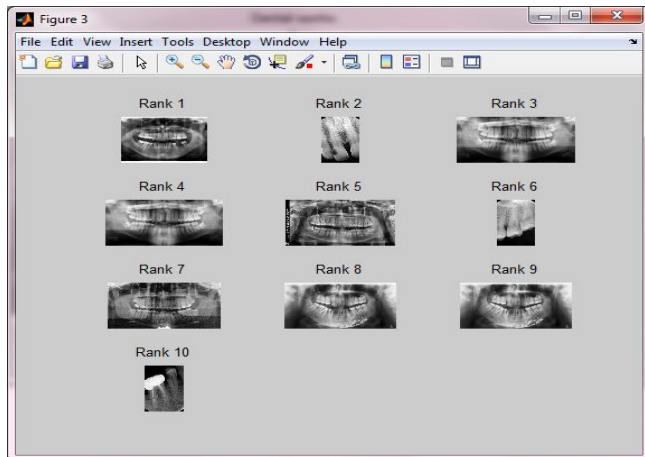 Figure 3
File Edit View Insert Tools Desktop Window Help
Rank 1 Rank 2 Rank 3
Rank 4 Rank 5 Rank 6
Rank 7 Rank 8 Rank 9
Rank 10